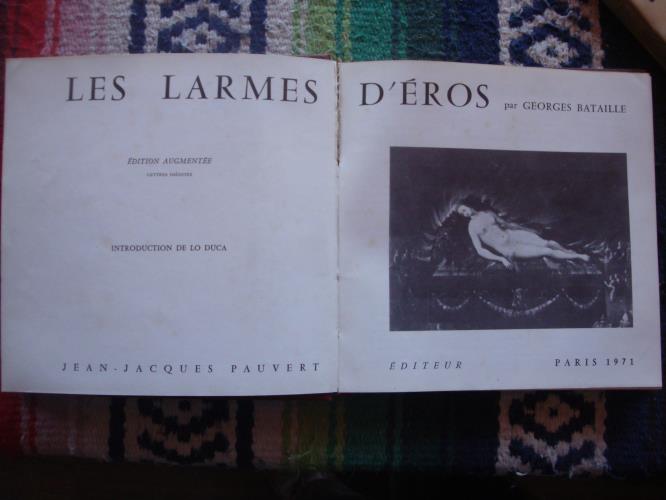 LES LARMES D'ÉROS par GEORGES BATAILLE
ÉDITION AUGMENTÉE
INTRODUCTION DE LO DUCA
JEAN-JACQUES PAUVERT ÉDITEUR PARIS 1971